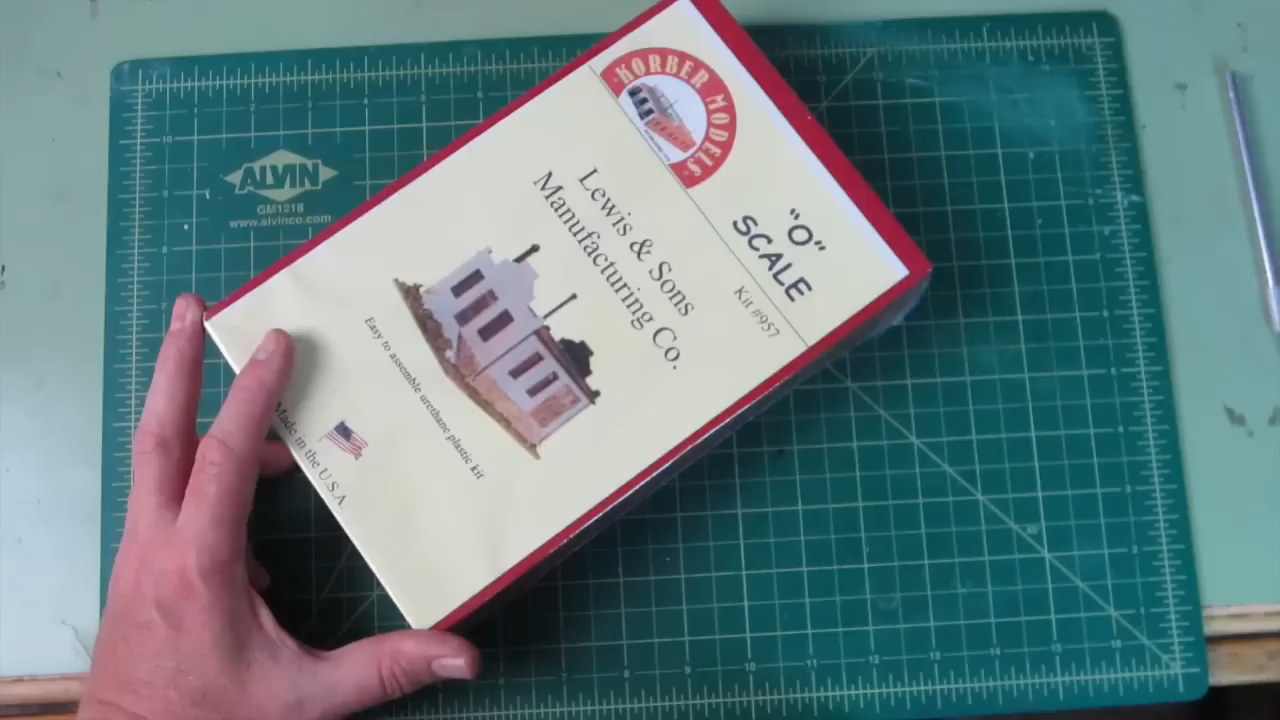 KORBER MODELS
"O"
SCALE
Kit #957
Lewis & Sons
Manufacturing Co.
Easy to assemble urethane plastic kit
Made in the U.S.A.
ALVIN
GM1218
www.alvinco.com